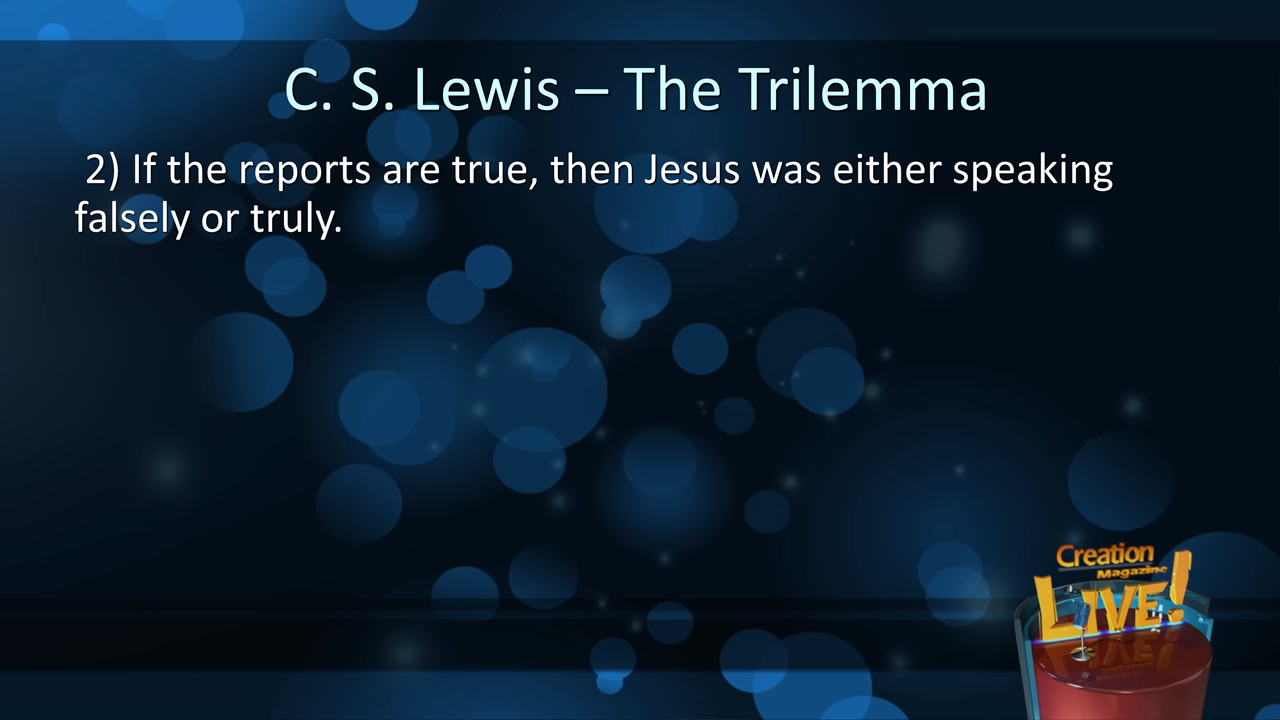 C. S. Lewis – The Trilemma
2) If the reports are true, then Jesus was either speaking
falsely or truly.
Creation
Magazine
LIVE!